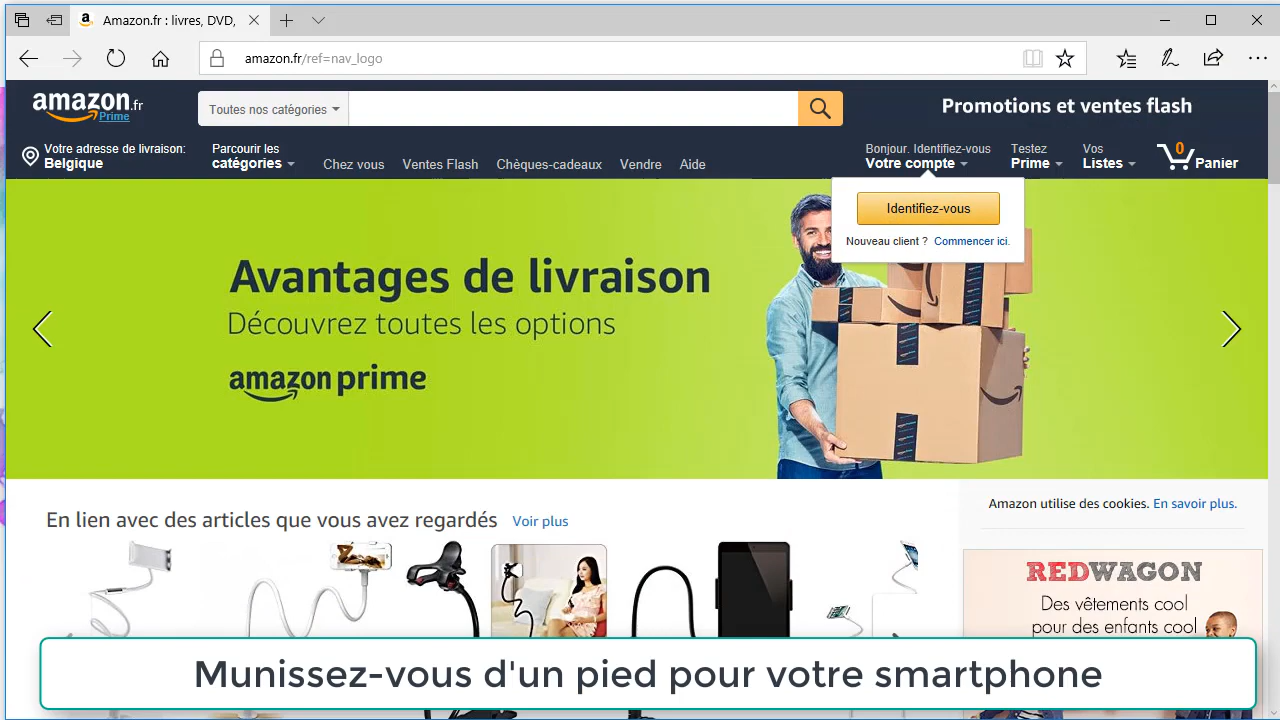 Amazon.fr : livres, DVD,
amazon.fr/ref=nav_logo
amazon.fr
Prime
Toutes nos catégories
Promotions et ventes flash
Votre adresse de livraison:
Belgique
Parcourir les
catégories
Chez vous
Ventes Flash
Chèques-cadeaux
Vendre
Aide
Bonjour. Identifiez-vous
Votre compte
Testez
Prime
Vos
Listes
0
Panier
Identifiez-vous
Nouveau client ? Commencer ici.
Avantages de livraison
Découvrez toutes les options
amazon prime
En lien avec des articles que vous avez regardés Voir plus
Amazon utilise des cookies. En savoir plus.
REDWAGON
Des vêtements cool
pour des enfants cool
Munissez-vous d'un pied pour votre smartphone